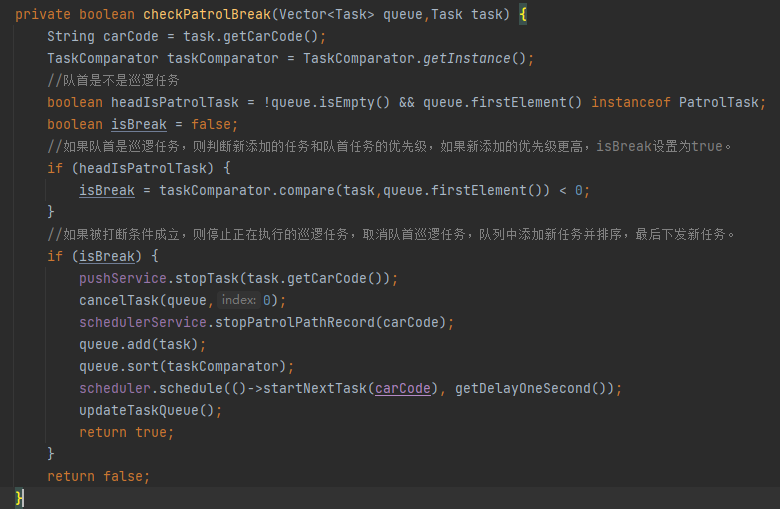 private boolean checkPatrolBreak(Vector<Task> queue,Task task) {
String carCode = task.getCarCode();
TaskComparator taskComparator = TaskComparator.getInstance();
//队首是不是巡逻任务
boolean headIsPatrolTask = !queue.isEmpty() && queue.firstElement() instanceof PatrolTask;
boolean isBreak = false;
//如果队首是巡逻任务，则判断新添加的任务和队首任务的优先级，如果新添加的优先级更高，isBreak设置为true。
if (headIsPatrolTask) {
isBreak = taskComparator.compare(task,queue.firstElement()) < 0;
}
//如果被打断条件成立，则停止正在执行的巡逻任务，取消队首巡逻任务，队列中添加新任务并排序，最后下发新任务。
if (isBreak) {
pushService.stopTask(task.getCarCode());
cancelTask(queue, index: 0);
schedulerService.stopPatrolPathRecord(carCode);
queue.add(task);
queue.sort(taskComparator);
scheduler.schedule(()->startNextTask(carCode), getDelayOneSecond());
updateTaskQueue();
return true;
}
return false;
}